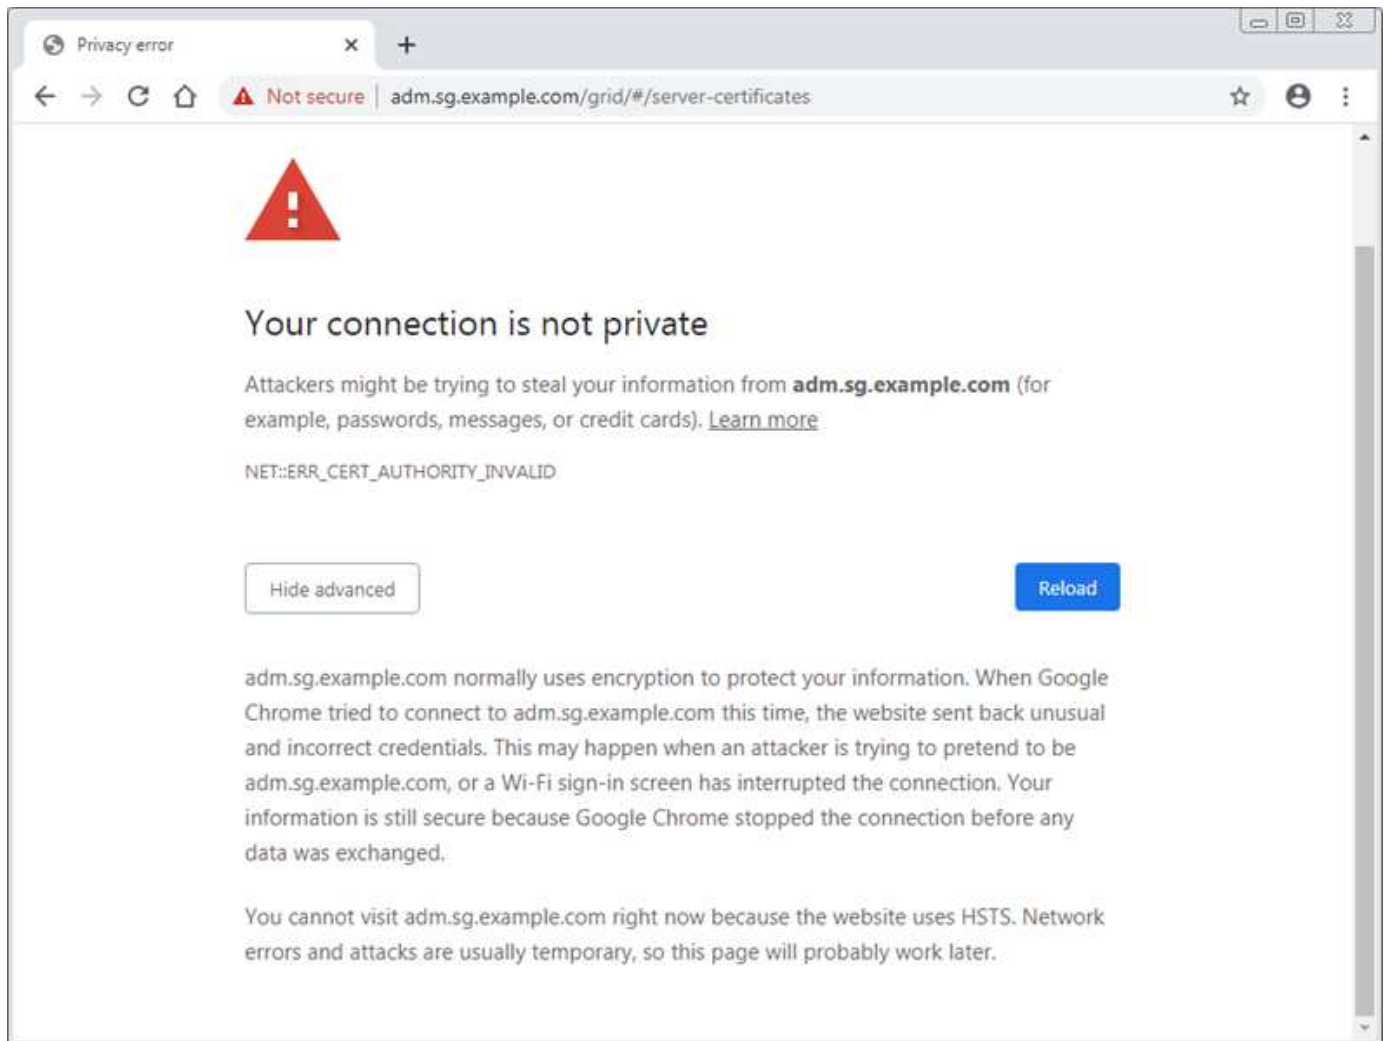 Privacy error
Not secure | adm.sg.example.com/grid/#/server-certificates
Your connection is not private
Attackers might be trying to steal your information from adm.sg.example.com (for
example, passwords, messages, or credit cards). Learn more
NET::ERR_CERT_AUTHORITY_INVALID
Hide advanced
Reload
adm.sg.example.com normally uses encryption to protect your information. When Google
Chrome tried to connect to adm.sg.example.com this time, the website sent back unusual
and incorrect credentials. This may happen when an attacker is trying to pretend to be
adm.sg.example.com, or a Wi-Fi sign-in screen has interrupted the connection. Your
information is still secure because Google Chrome stopped the connection before any
data was exchanged.
You cannot visit adm.sg.example.com right now because the website uses HSTS. Network
errors and attacks are usually temporary, so this page will probably work later.